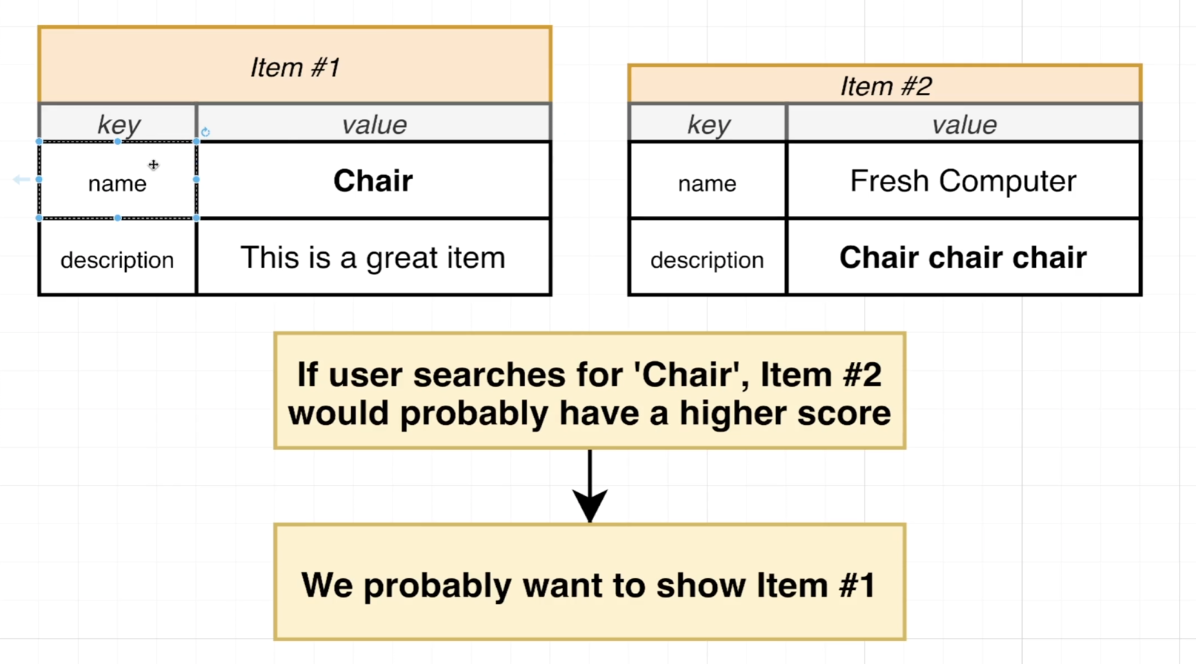 Item #1
key value
name Chair
description This is a great item
Item #2
key value
name Fresh Computer
description Chair chair chair
If user searches for 'Chair', Item #2
would probably have a higher score
We probably want to show Item #1